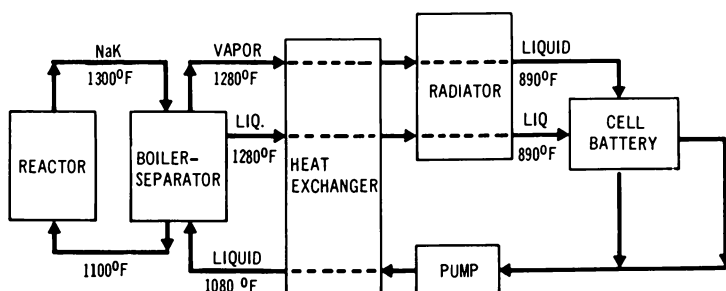 NaK
1300°F
VAPOR
1280°F
LIQUID
890°F
REACTOR
BOILER-
SEPARATOR
LIQ.
1280°F
HEAT
EXCHANGER
RADIATOR
LIQ
890°F
CELL
BATTERY
1100°F
LIQUID
1080 °F
PUMP